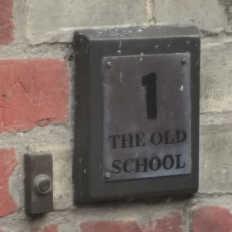 1
THE OLD
SCHOOL